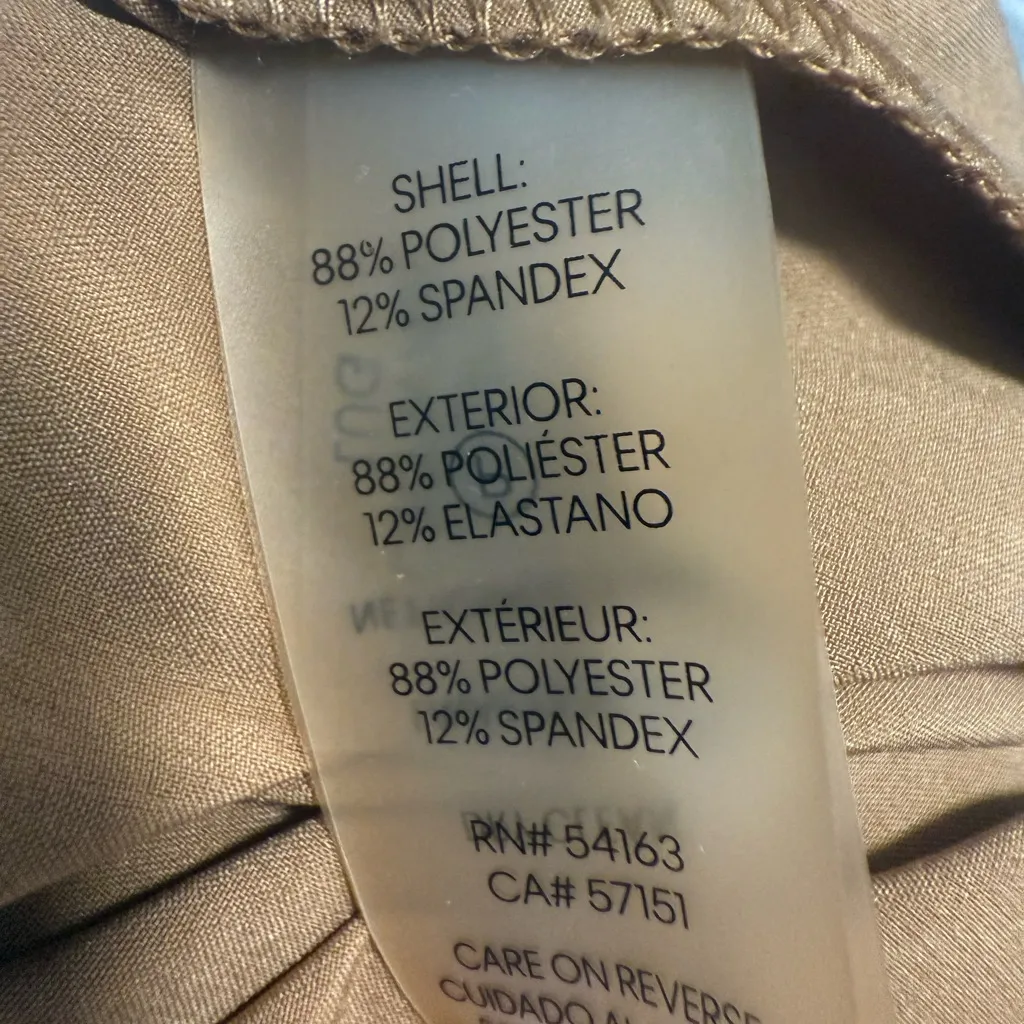 SHELL:
88% POLYESTER
12% SPANDEX
EXTERIOR:
88% POLIÉSTER
12% ELASTANO
EXTÉRIEUR:
88% POLYESTER
12% SPANDEX
RN# 54163
CA# 57151
CARE ON REVERSE
CUIDADO